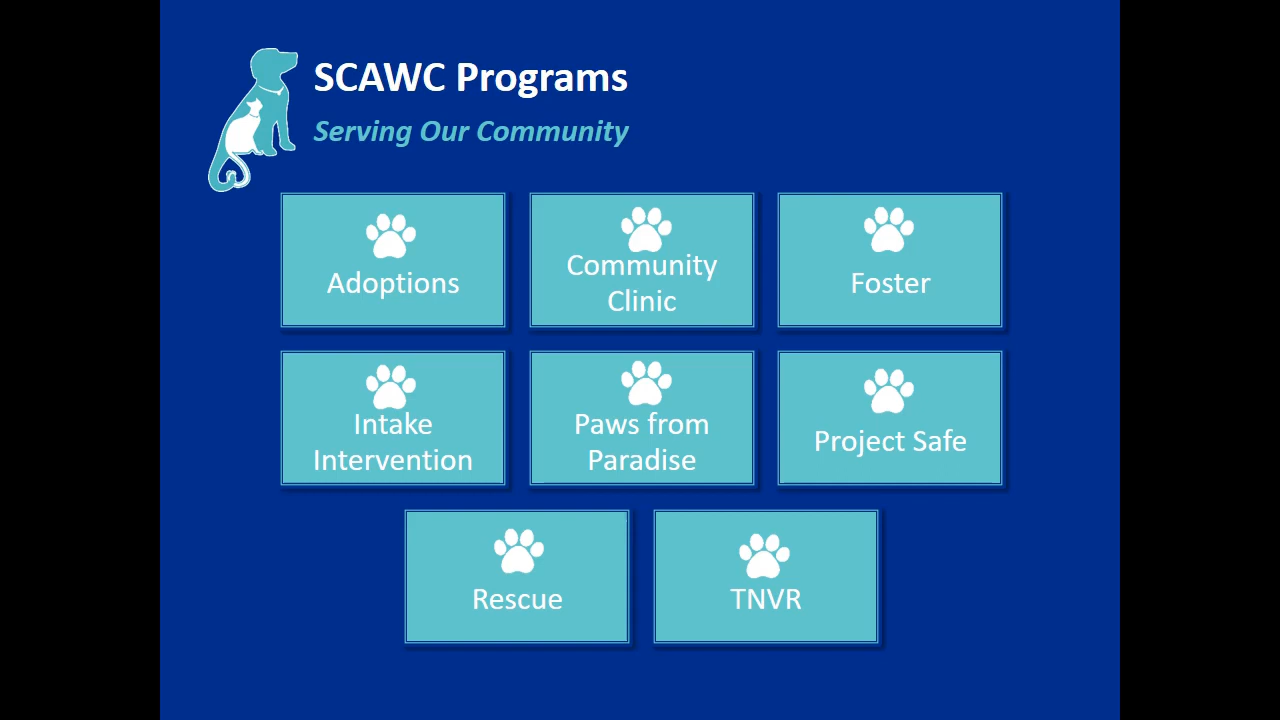 SCAWC Programs
Serving Our Community
Adoptions
Community
Clinic
Foster
Intake
Intervention
Paws from
Paradise
Project Safe
Rescue
TNVR